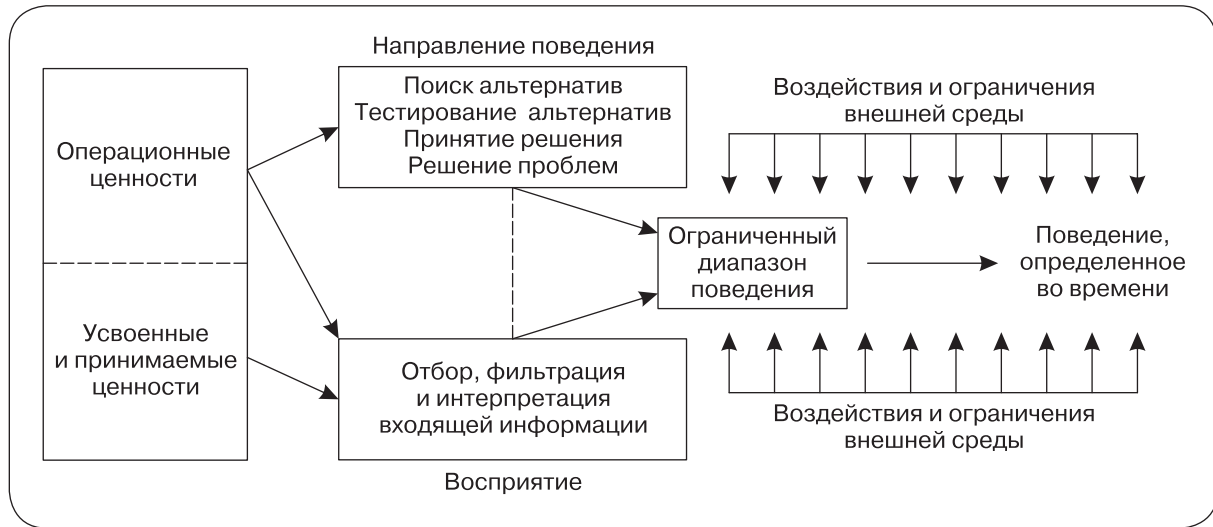 Направление поведения
Операционные
ценности
Усвоенные
и принимаемые
ценности
Поиск альтернатив
Тестирование альтернатив
Принятие решения
Решение проблем
Отбор, фильтрация
и интерпретация
входящей информации
Восприятие
Ограниченный
диапазон
поведения
Воздействия и ограничения
внешней среды
Поведение,
определенное
во времени
Воздействия и ограничения
внешней среды